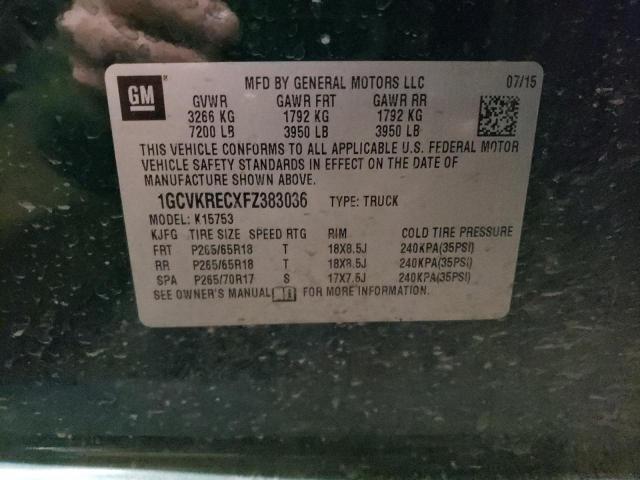 GM
MFD BY GENERAL MOTORS LLC 07/15
GVWR GAWR FRT GAWR RR
3266 KG 1792 KG 1792 KG
7200 LB 3950 LB 3950 LB
THIS VEHICLE CONFORMS TO ALL APPLICABLE U.S. FEDERAL MOTOR
VEHICLE SAFETY STANDARDS IN EFFECT ON THE DATE OF
MANUFACTURE SHOWN ABOVE.
1GCVKRECXFZ383036 TYPE: TRUCK
MODEL: K15753
KJFG TIRE SIZE SPEED RTG RIM COLD TIRE PRESSURE
FRT P265/65R18 T 18X8.5J 240KPA(35PSI)
RR P265/65R18 T 18X8.5J 240KPA(35PSI)
SPA P265/70R17 S 17X7.5J 240KPA(35PSI)
SEE OWNER'S MANUAL FOR MORE INFORMATION.